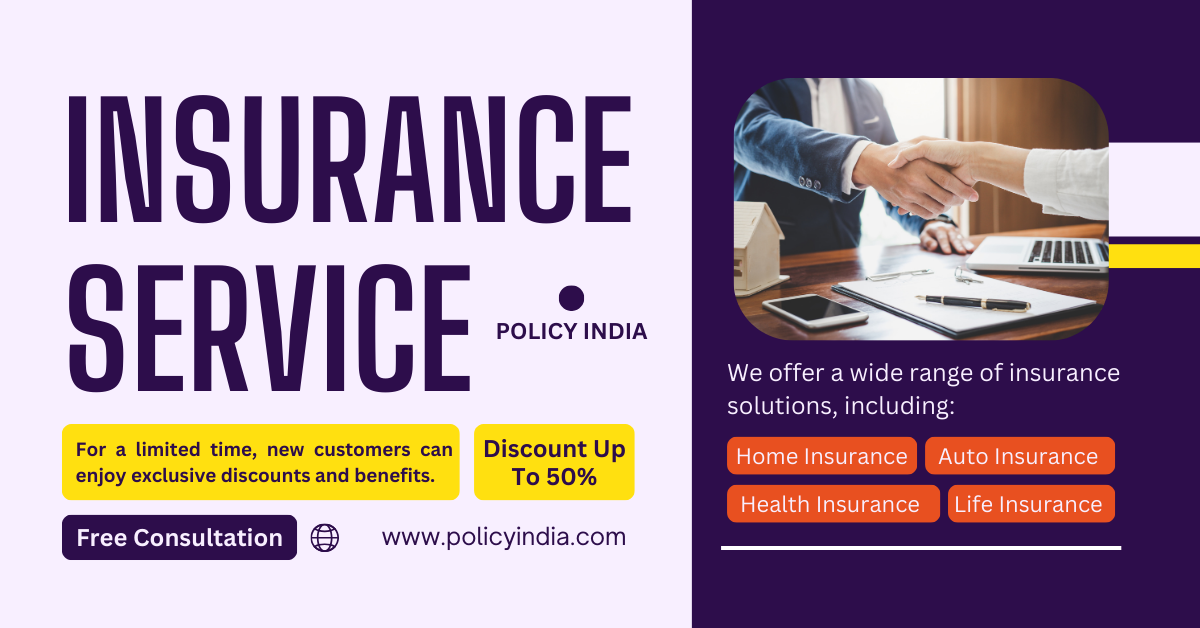 INSURANCE
SERVICE
POLICY INDIA
For a limited time, new customers can
enjoy exclusive discounts and benefits.
Discount Up
To 50%
Free Consultation
www.policyindia.com
We offer a wide range of insurance
solutions, including:
Home Insurance
Auto Insurance
Health Insurance
Life Insurance